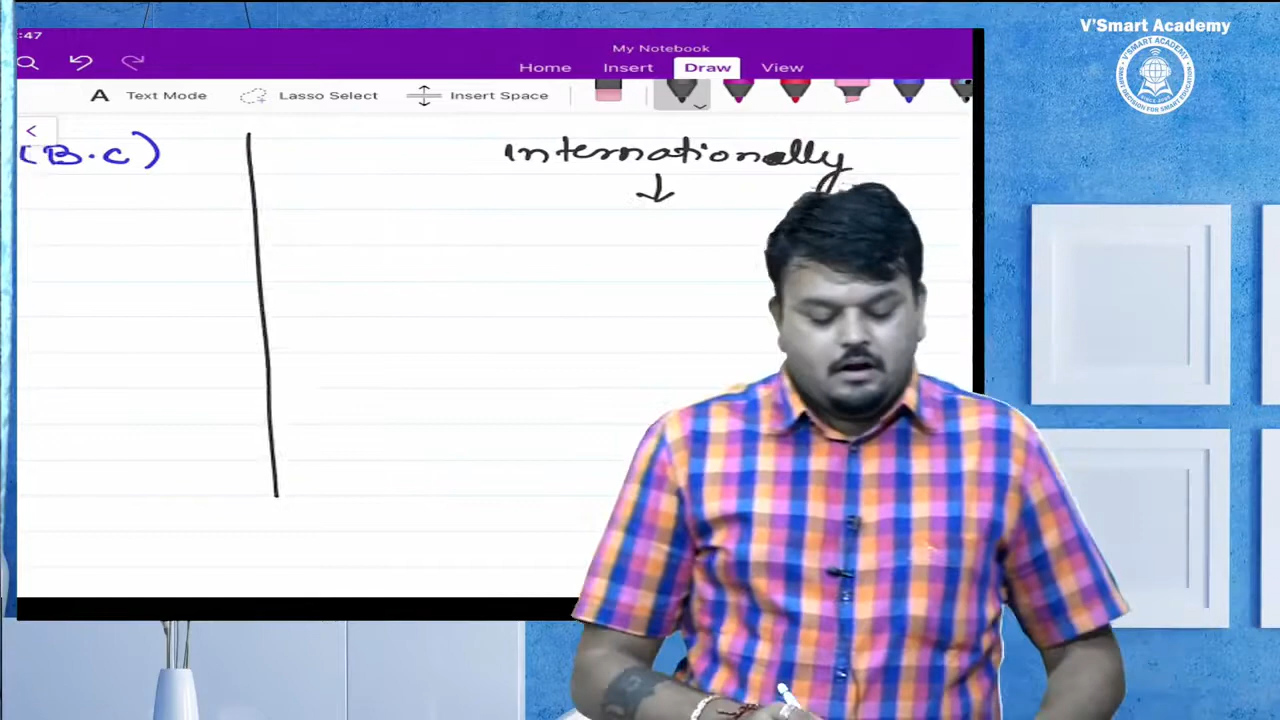 V'Smart Academy
:47
My Notebook
Home Insert Draw View
A Text Mode Lasso Select Insert Space
<
(B.C)
Internationally